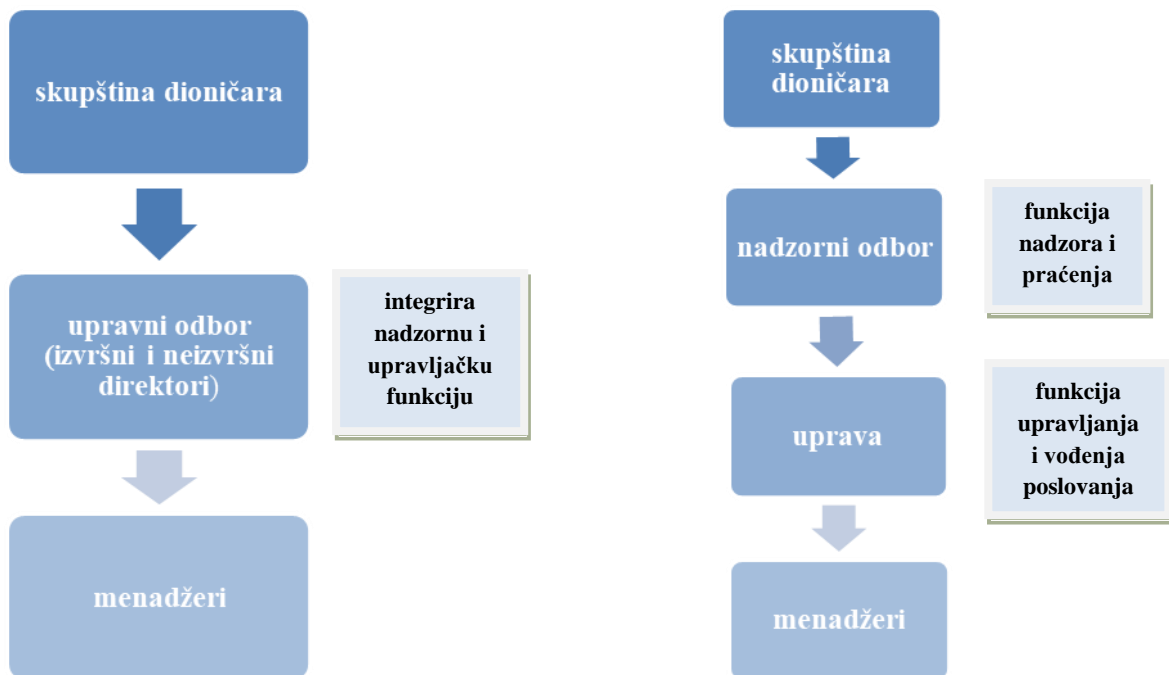 skupština dioničara
upravni odbor
(izvršni i neizvršni
direktori)
integrira
nadzornu i
upravljačku
funkciju
menadžeri
skupština
dioničara
nadzorni odbor
funkcija
nadzora i
praćenja
uprava
funkcija
upravljanja
i vođenja
poslovanja
menadžeri